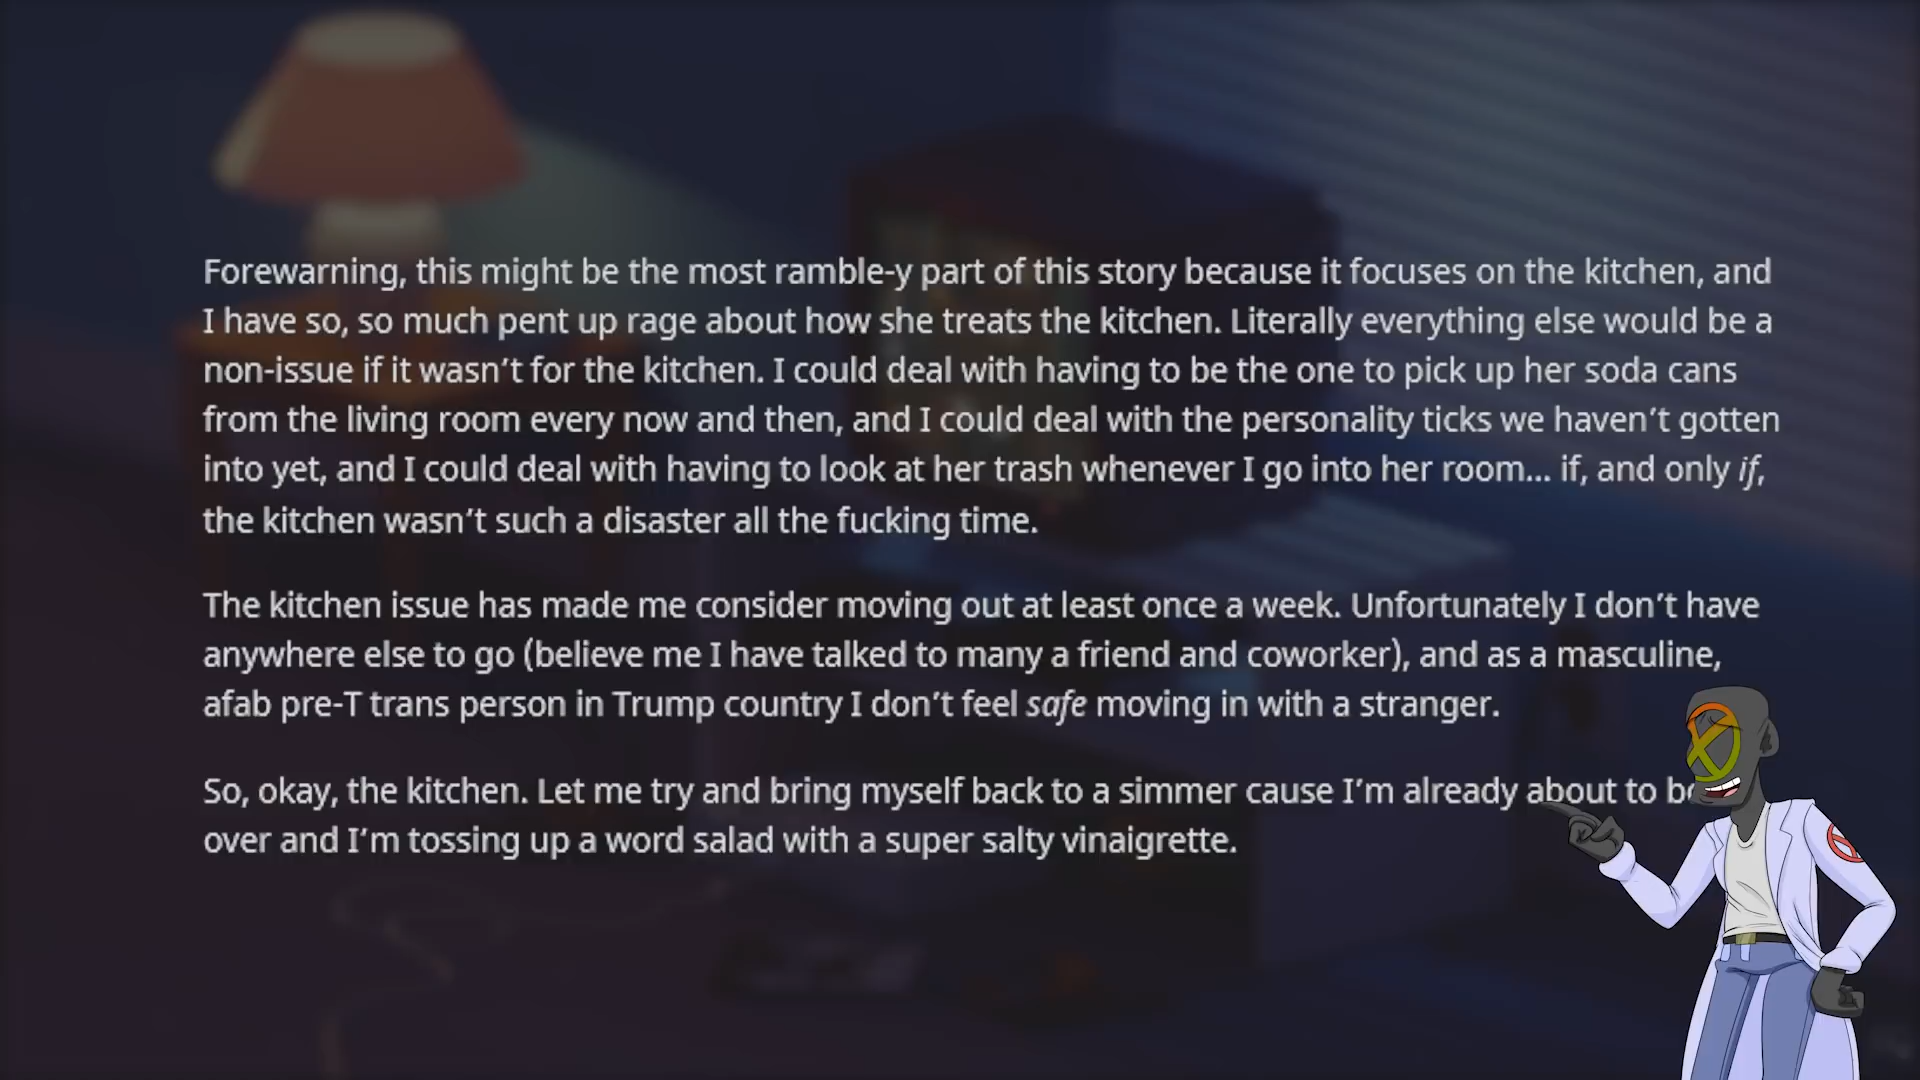 Forewarning, this might be the most ramble-y part of this story because it focuses on the kitchen, and
I have so, so much pent up rage about how she treats the kitchen. Literally everything else would be a
non-issue if it wasn’t for the kitchen. I could deal with having to be the one to pick up her soda cans
from the living room every now and then, and I could deal with the personality ticks we haven’t gotten
into yet, and I could deal with having to look at her trash whenever I go into her room... if, and only if,
the kitchen wasn’t such a disaster all the fucking time.
The kitchen issue has made me consider moving out at least once a week. Unfortunately I don’t have
anywhere else to go (believe me I have talked to many a friend and coworker), and as a masculine,
afab pre-T trans person in Trump country I don’t feel safe moving in with a stranger.
So, okay, the kitchen. Let me try and bring myself back to a simmer cause I’m already about to
over and I’m tossing up a word salad with a super salty vinaigrette.